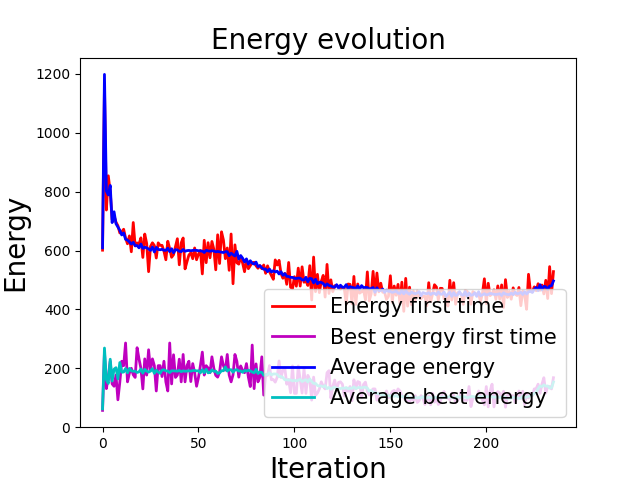 Energy evolution
Energy
1200
1000
800
600
400
200
0
Energy first time
Best energy first time
Average energy
Average best energy
0 50 100 150 200
Iteration